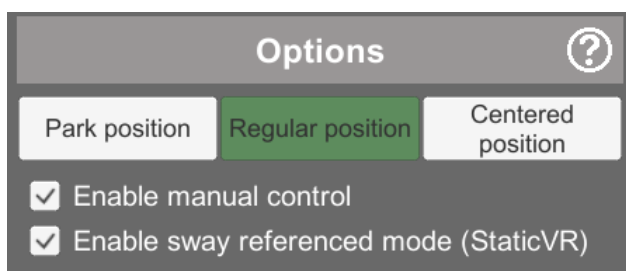 Options
?
Park position
Regular position
Centered
position
Enable manual control
Enable sway referenced mode (StaticVR)